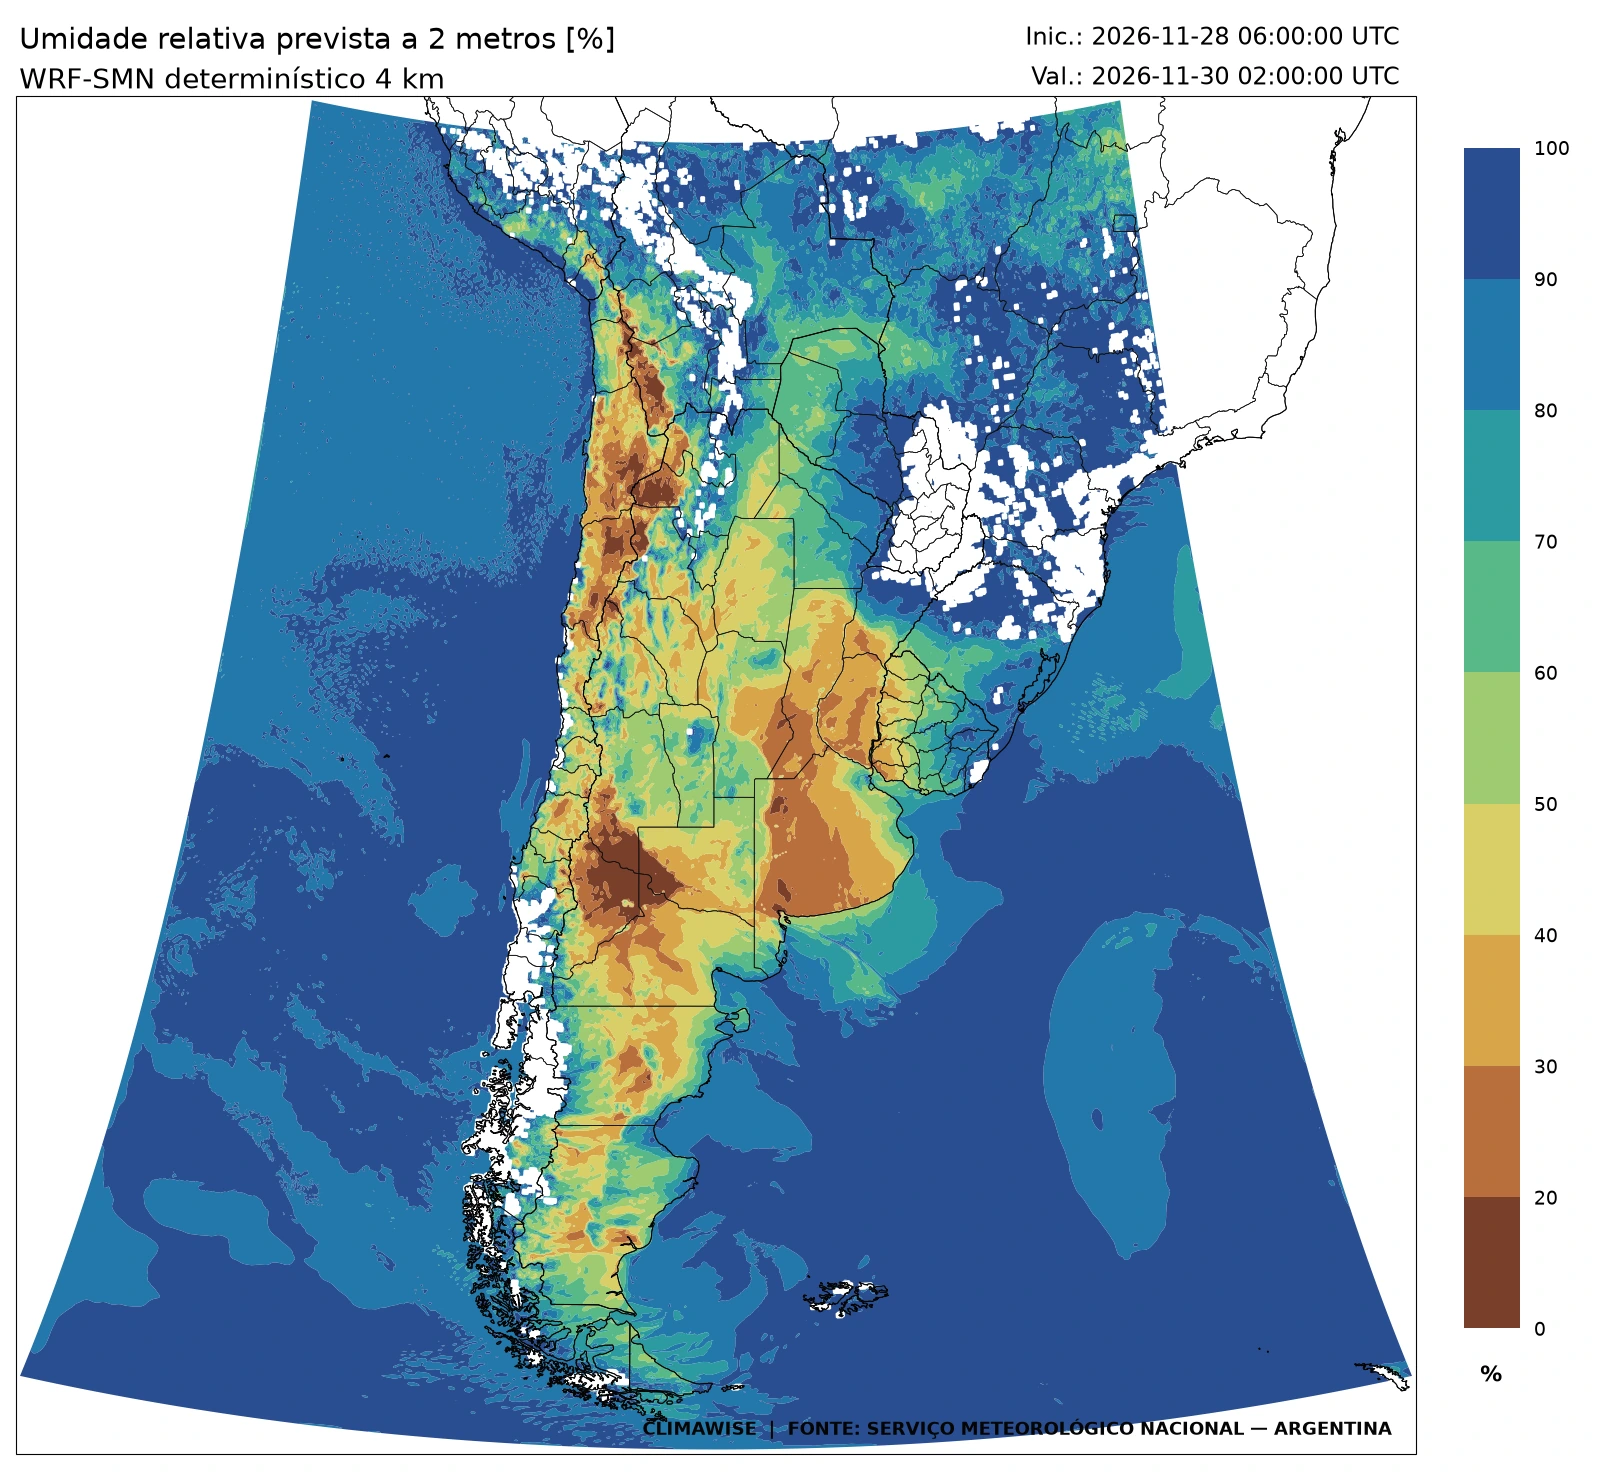 Umidade relativa prevista a 2 metros [%]
WRF-SMN determinístico 4 km
Inic.: 2026-11-28 06:00:00 UTC
Val.: 2026-11-30 02:00:00 UTC
100
90
80
70
60
50
40
30
20
0
%
CLIMAWISE | FONTE: SERVIÇO METEOROLÓGICO NACIONAL — ARGENTINA